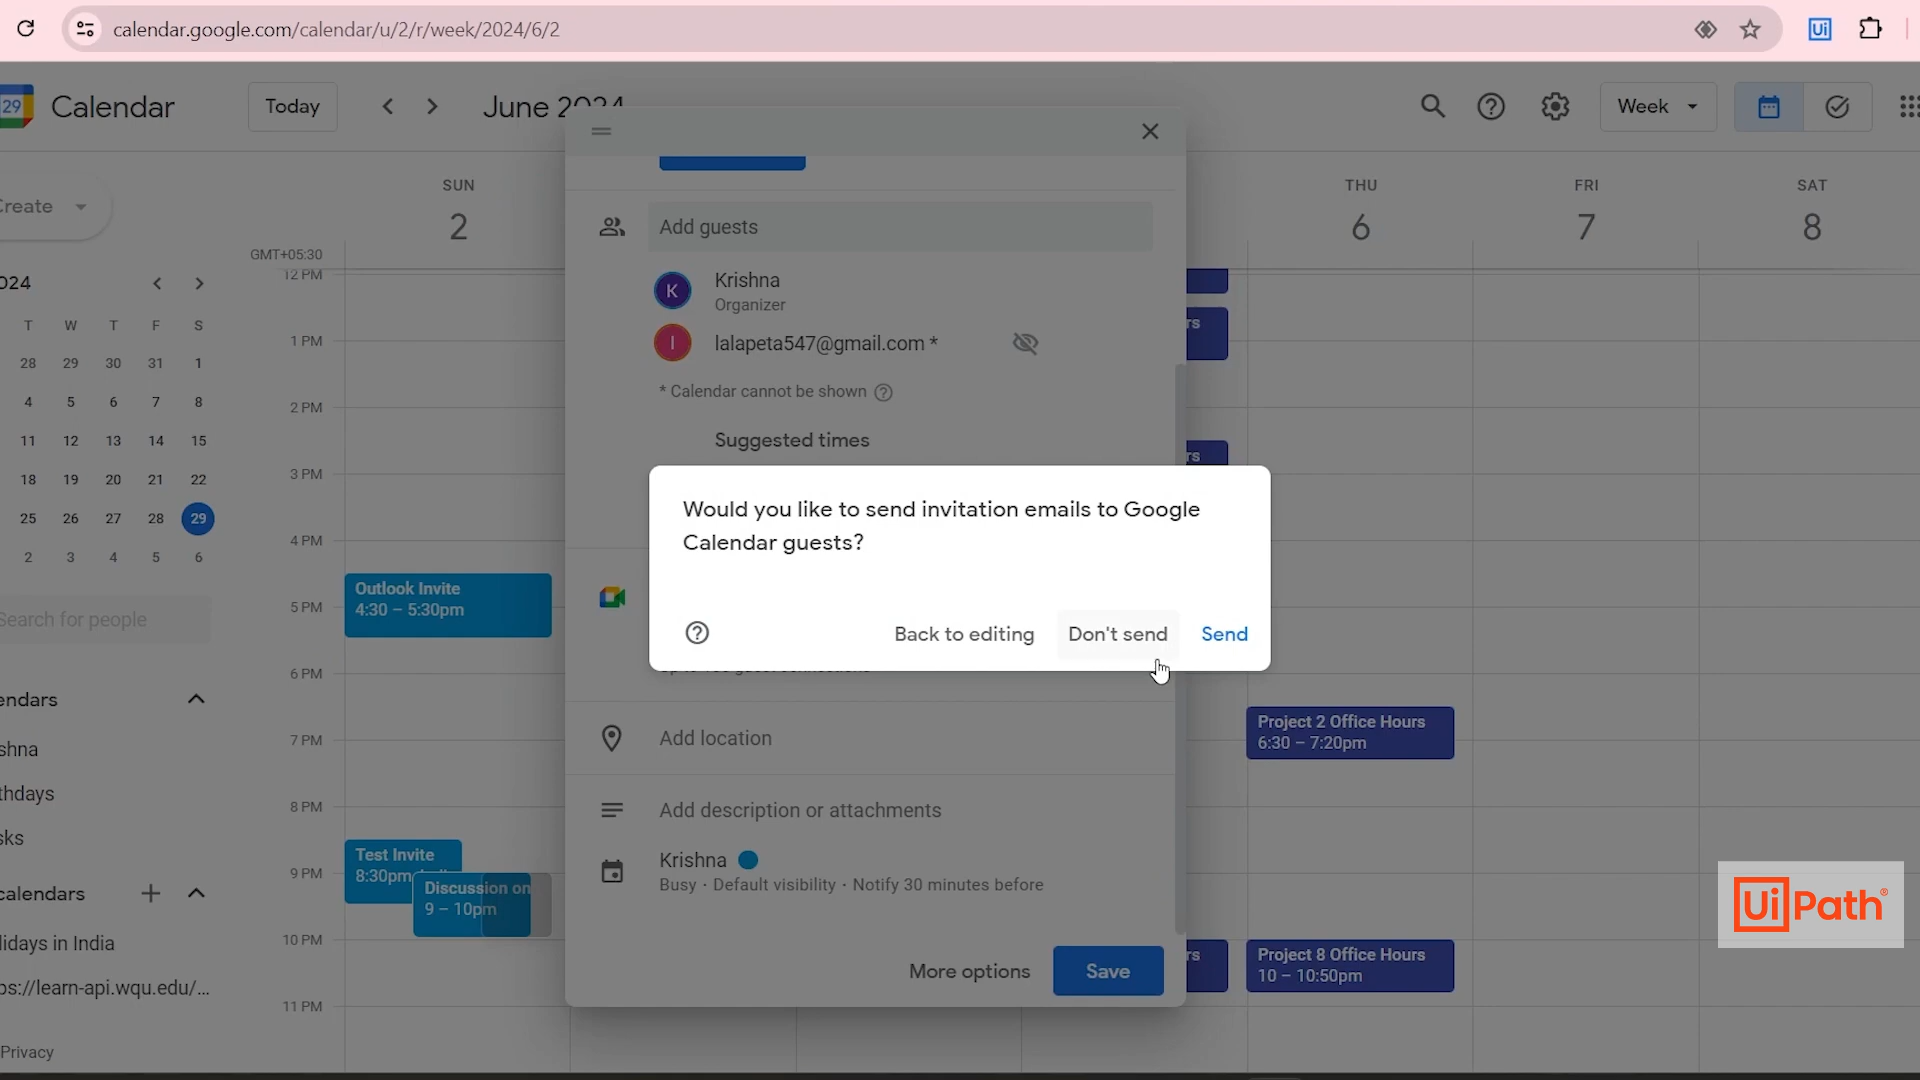 calendar.google.com/calendar/u/2/r/week/2024/6/2
Ui
29
Calendar
Today
June 2024
Week
Create
GMT+05:30
SUN
2
THU
6
FRI
7
SAT
8
024
T W T F S
28 29 30 31 1
4 5 6 7 8
11 12 13 14 15
18 19 20 21 22
25 26 27 28 29
2 3 4 5 6
Search for people
endars
shna
thdays
sks
calendars
lidays in India
ps://learn-api.wqu.edu/...
Privacy
12 PM
1 PM
2 PM
3 PM
4 PM
5 PM
6 PM
7 PM
8 PM
9 PM
10 PM
11 PM
Outlook Invite
4:30 – 5:30pm
Test Invite
8:30pm
Discussion on
9 – 10pm
Add guests
K
Krishna
Organizer
l
lalapeta547@gmail.com *
* Calendar cannot be shown
Suggested times
Would you like to send invitation emails to Google
Calendar guests?
Back to editing
Don't send
Send
Add location
Add description or attachments
Krishna
Busy · Default visibility · Notify 30 minutes before
More options
Save
rs
rs
rs
Project 2 Office Hours
6:30 – 7:20pm
Project 8 Office Hours
10 – 10:50pm
UiPath®